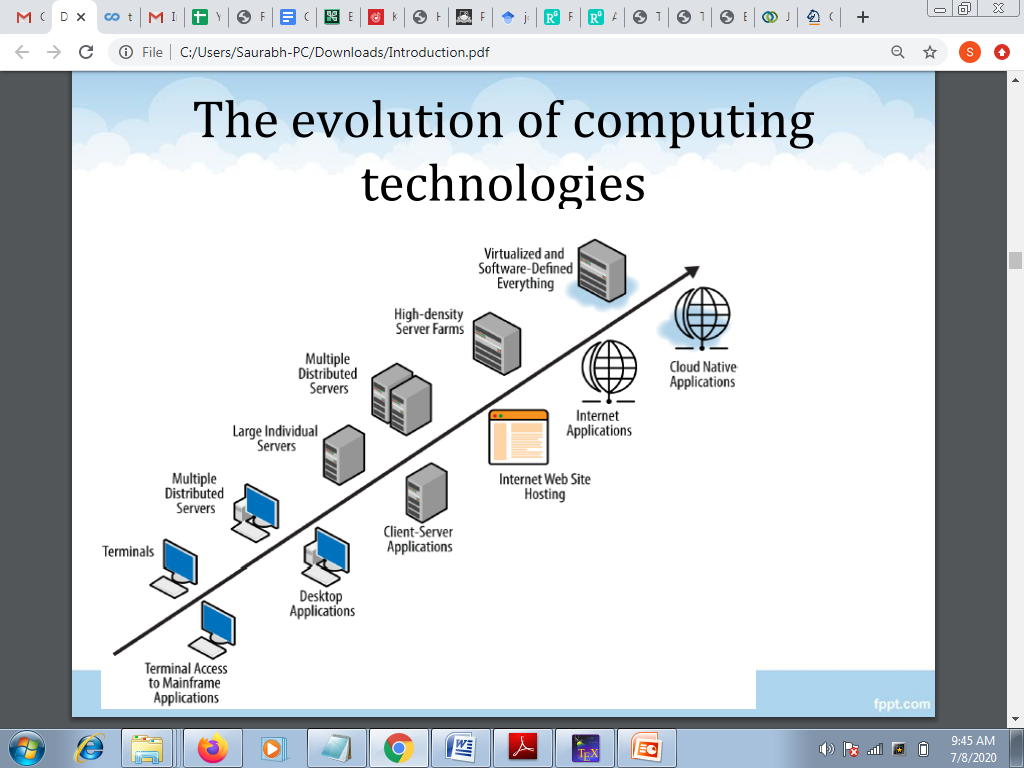 File
C:/Users/Saurabh-PC/Downloads/Introduction.pdf
S
The evolution of computing
technologies
Virtualized and
Software-Defined
Everything
High-density
Server Farms
Multiple
Distributed
Servers
Large Individual
Servers
Multiple
Distributed
Servers
Terminals
Cloud Native
Applications
Internet
Applications
Internet Web Site
Hosting
Client-Server
Applications
Desktop
Applications
Terminal Access
to Mainframe
Applications
fppt.com
9:45 AM
7/8/2020